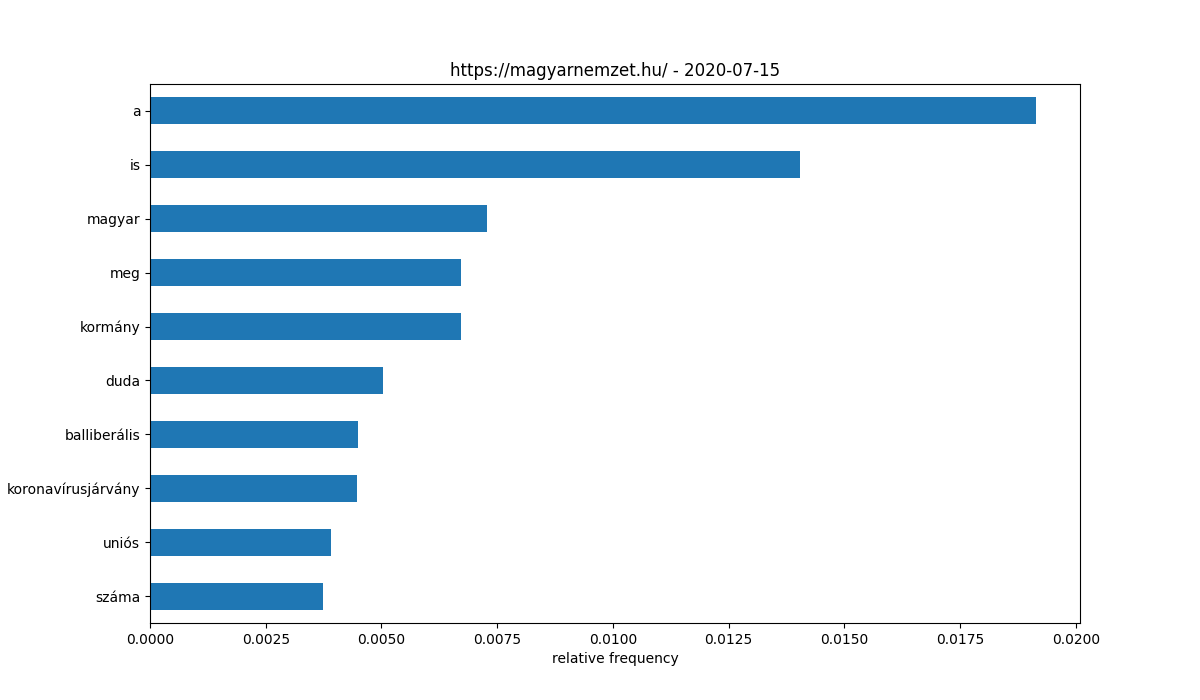 https://magyarnemzet.hu/ - 2020-07-15
a
is
magyar
meg
kormány
duda
balliberális
koronavírusjárvány
uniós
száma
0.0000 0.0025 0.0050 0.0075 0.0100 0.0125 0.0150 0.0175 0.0200
relative frequency